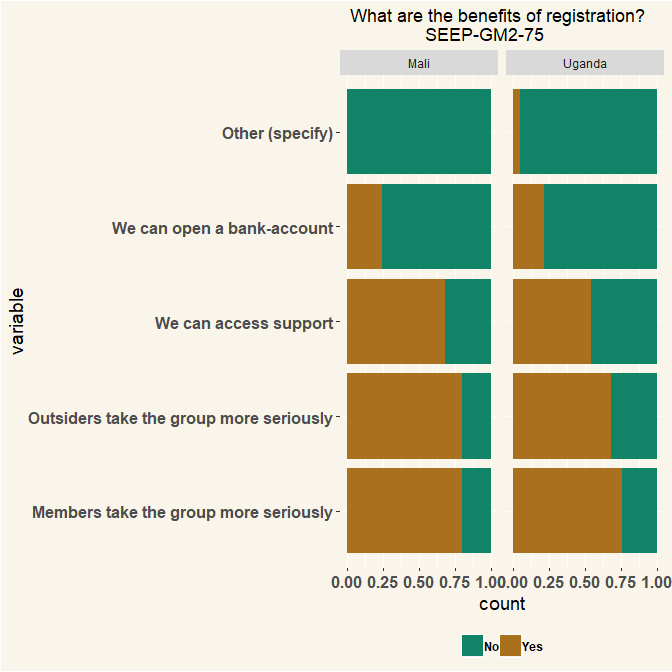 What are the benefits of registration?
SEEP-GM2-75
Mali
Uganda
Other (specify)
We can open a bank-account
We can access support
Outsiders take the group more seriously
Members take the group more seriously
variable
0.00 0.25 0.50 0.75 1.00
0.00 0.25 0.50 0.75 1.00
count
No
Yes